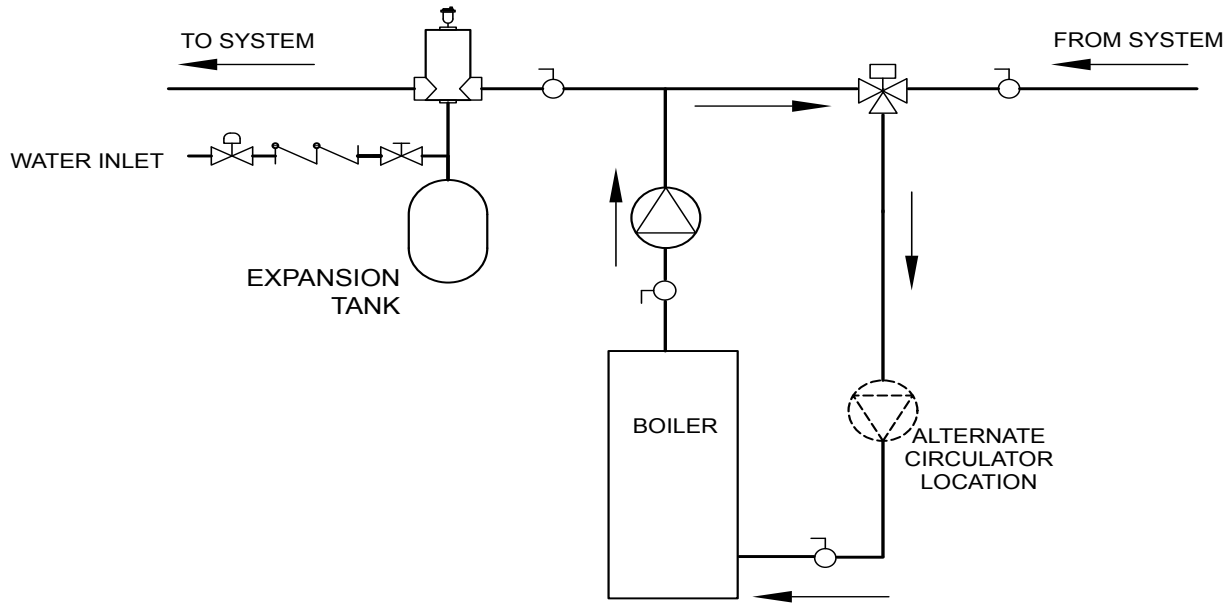 TO SYSTEM
FROM SYSTEM
WATER INLET
EXPANSION
TANK
BOILER
ALTERNATE
CIRCULATOR
LOCATION